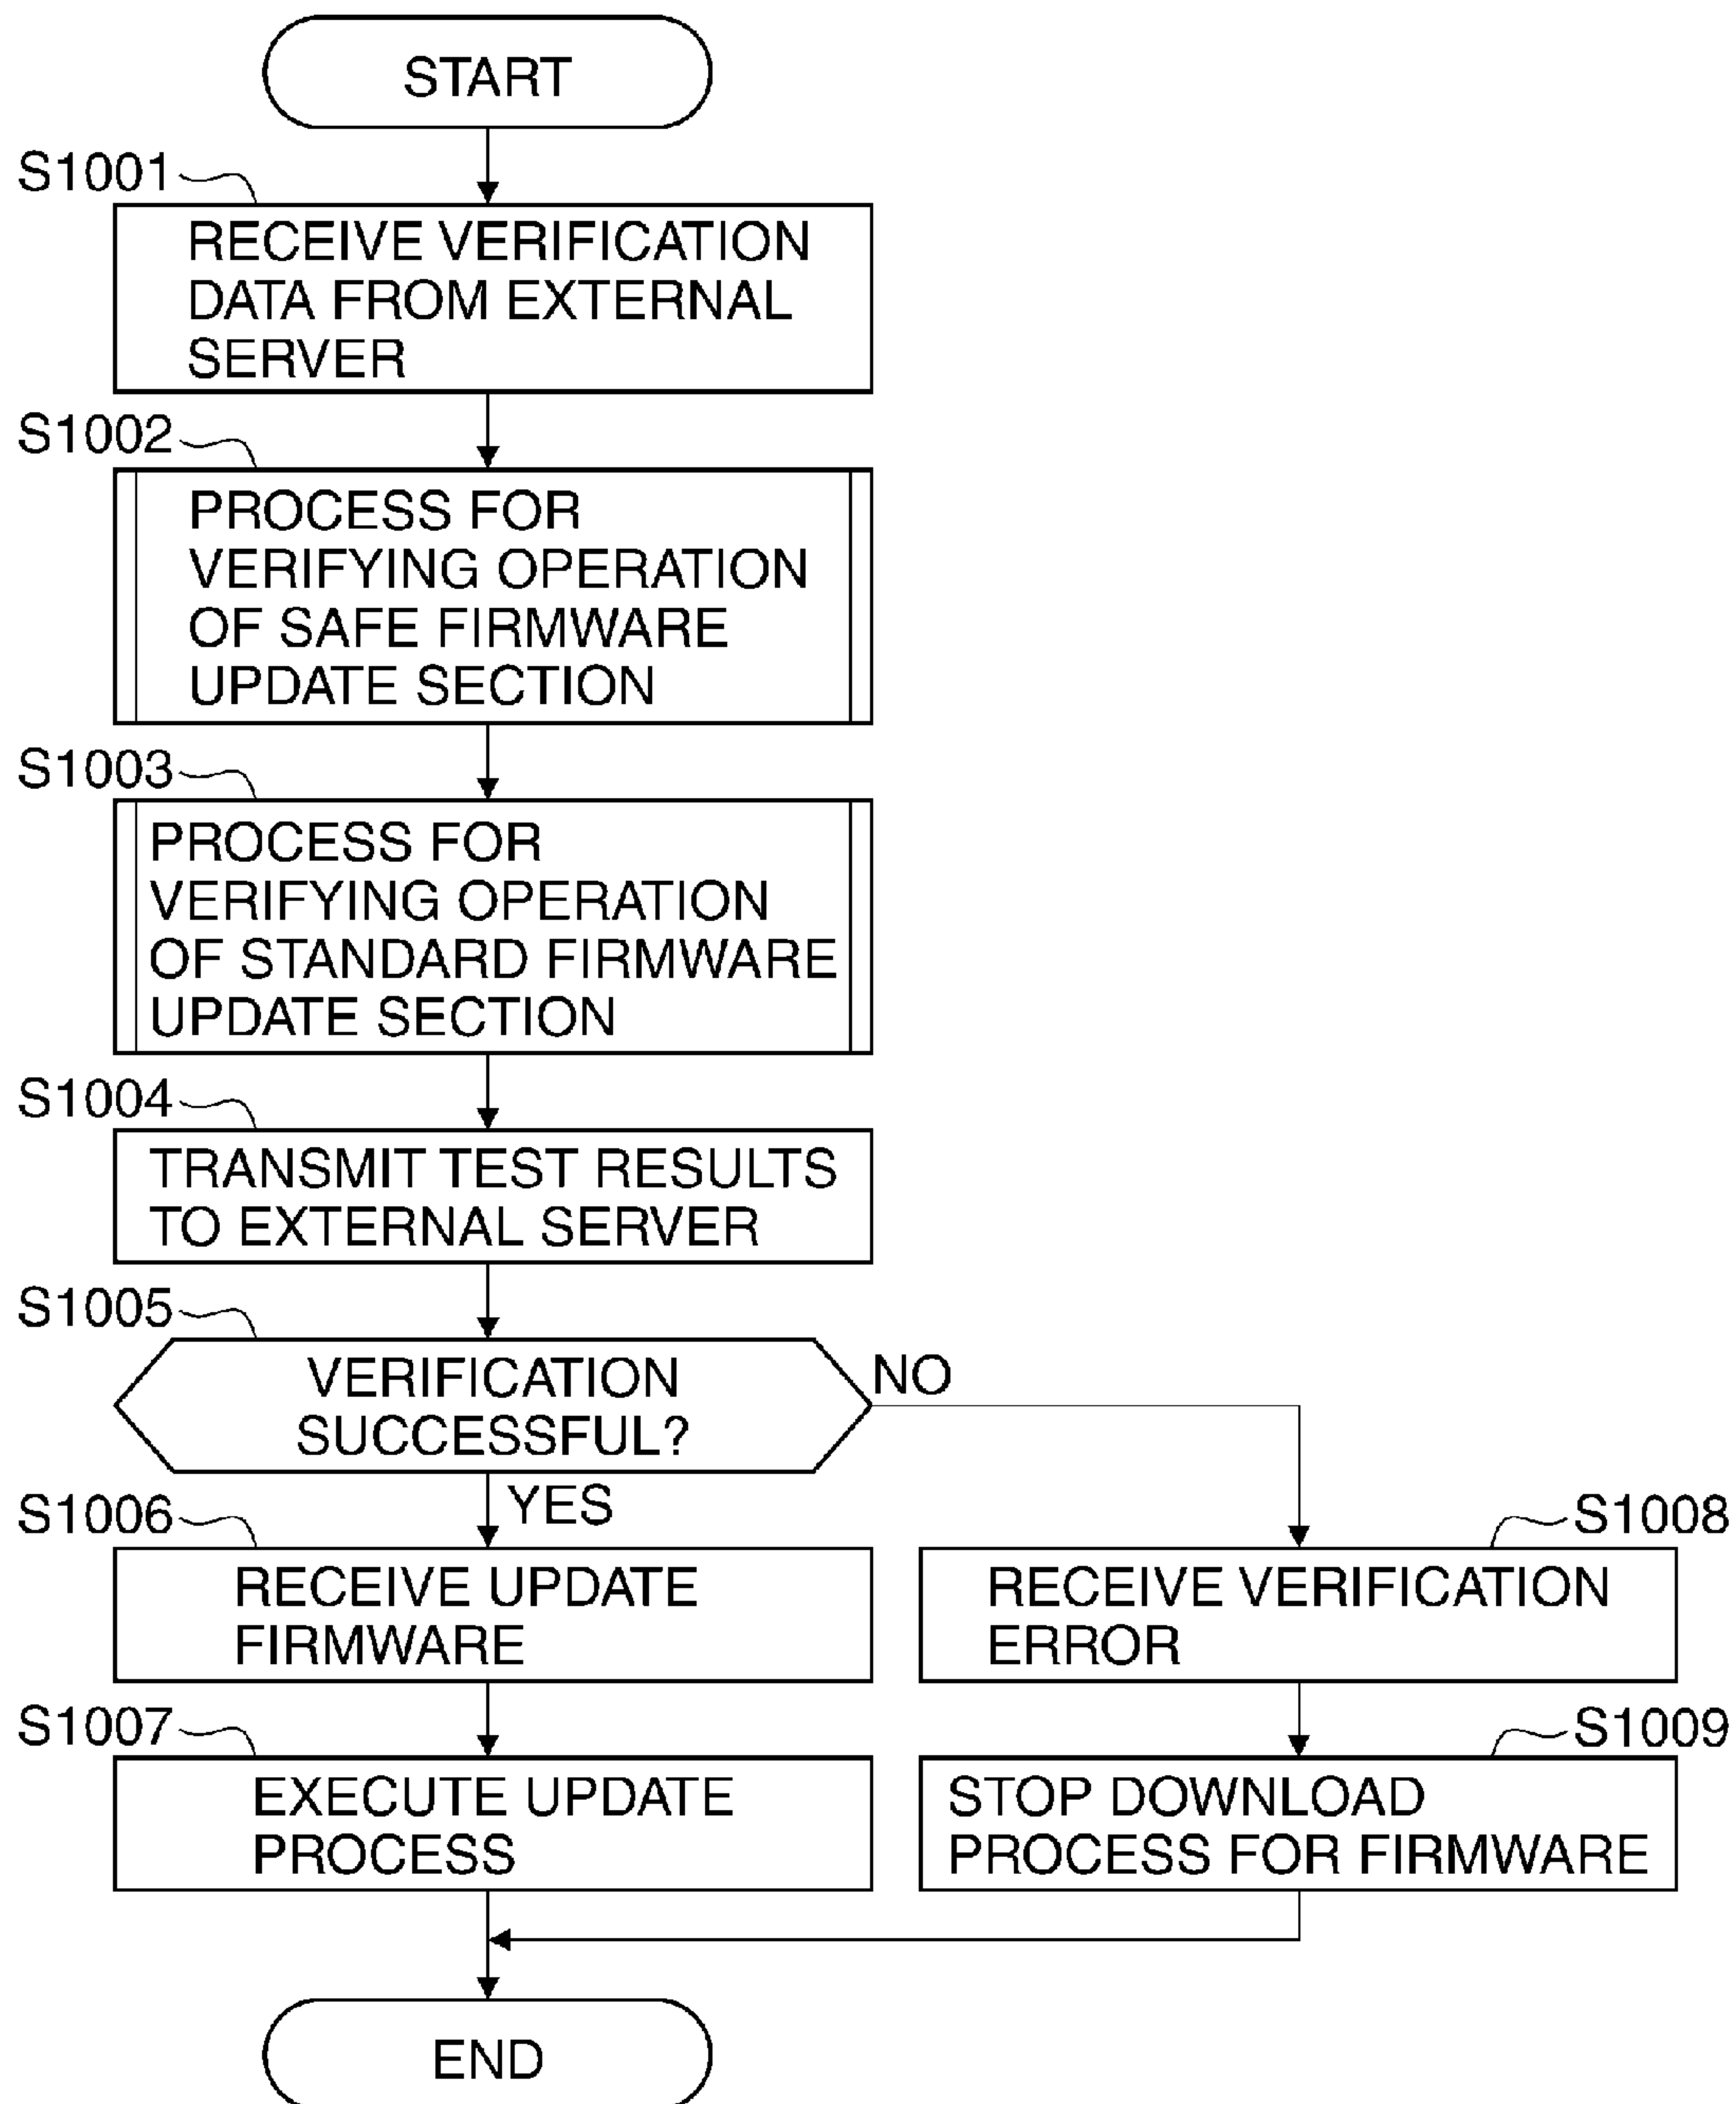 START
S1001
RECEIVE VERIFICATION
DATA FROM EXTERNAL
SERVER
S1002
PROCESS FOR
VERIFYING OPERATION
OF SAFE FIRMWARE
UPDATE SECTION
S1003
PROCESS FOR
VERIFYING OPERATION
OF STANDARD FIRMWARE
UPDATE SECTION
S1004
TRANSMIT TEST RESULTS
TO EXTERNAL SERVER
S1005
VERIFICATION
SUCCESSFUL?
NO
YES
S1006
RECEIVE UPDATE
FIRMWARE
S1007
EXECUTE UPDATE
PROCESS
S1008
RECEIVE VERIFICATION
ERROR
S1009
STOP DOWNLOAD
PROCESS FOR FIRMWARE
END